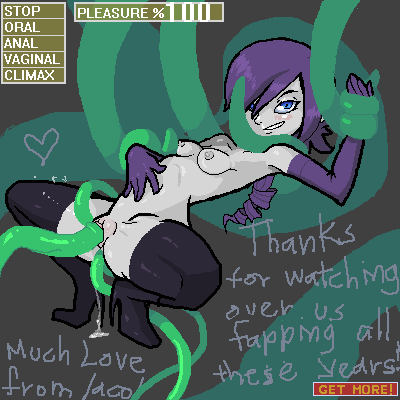 STOP
ORAL
ANAL
VAGINAL
CLIMAX
PLEASURE % 100
Thanks
for watching
over us
fapping all
these years!
Much Love
from /aco/
GET MORE!